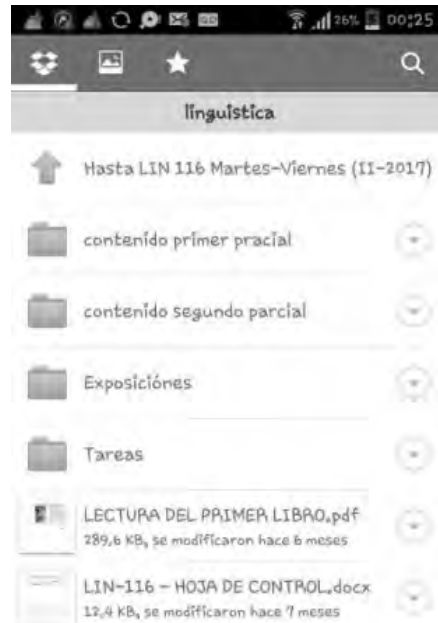 26% 00:25
linguistica
Hasta LIN 116 Martes-Viernes (II-2017)
contenido primer pracial
contenido segundo parcial
Exposiciónes
Tareas
LECTURA DEL PRIMER LIBRO.pdf
289,6 KB, se modificaron hace 6 meses
LIN-116 - HOJA DE CONTROL.docx
12,4 KB, se modificaron hace 7 meses